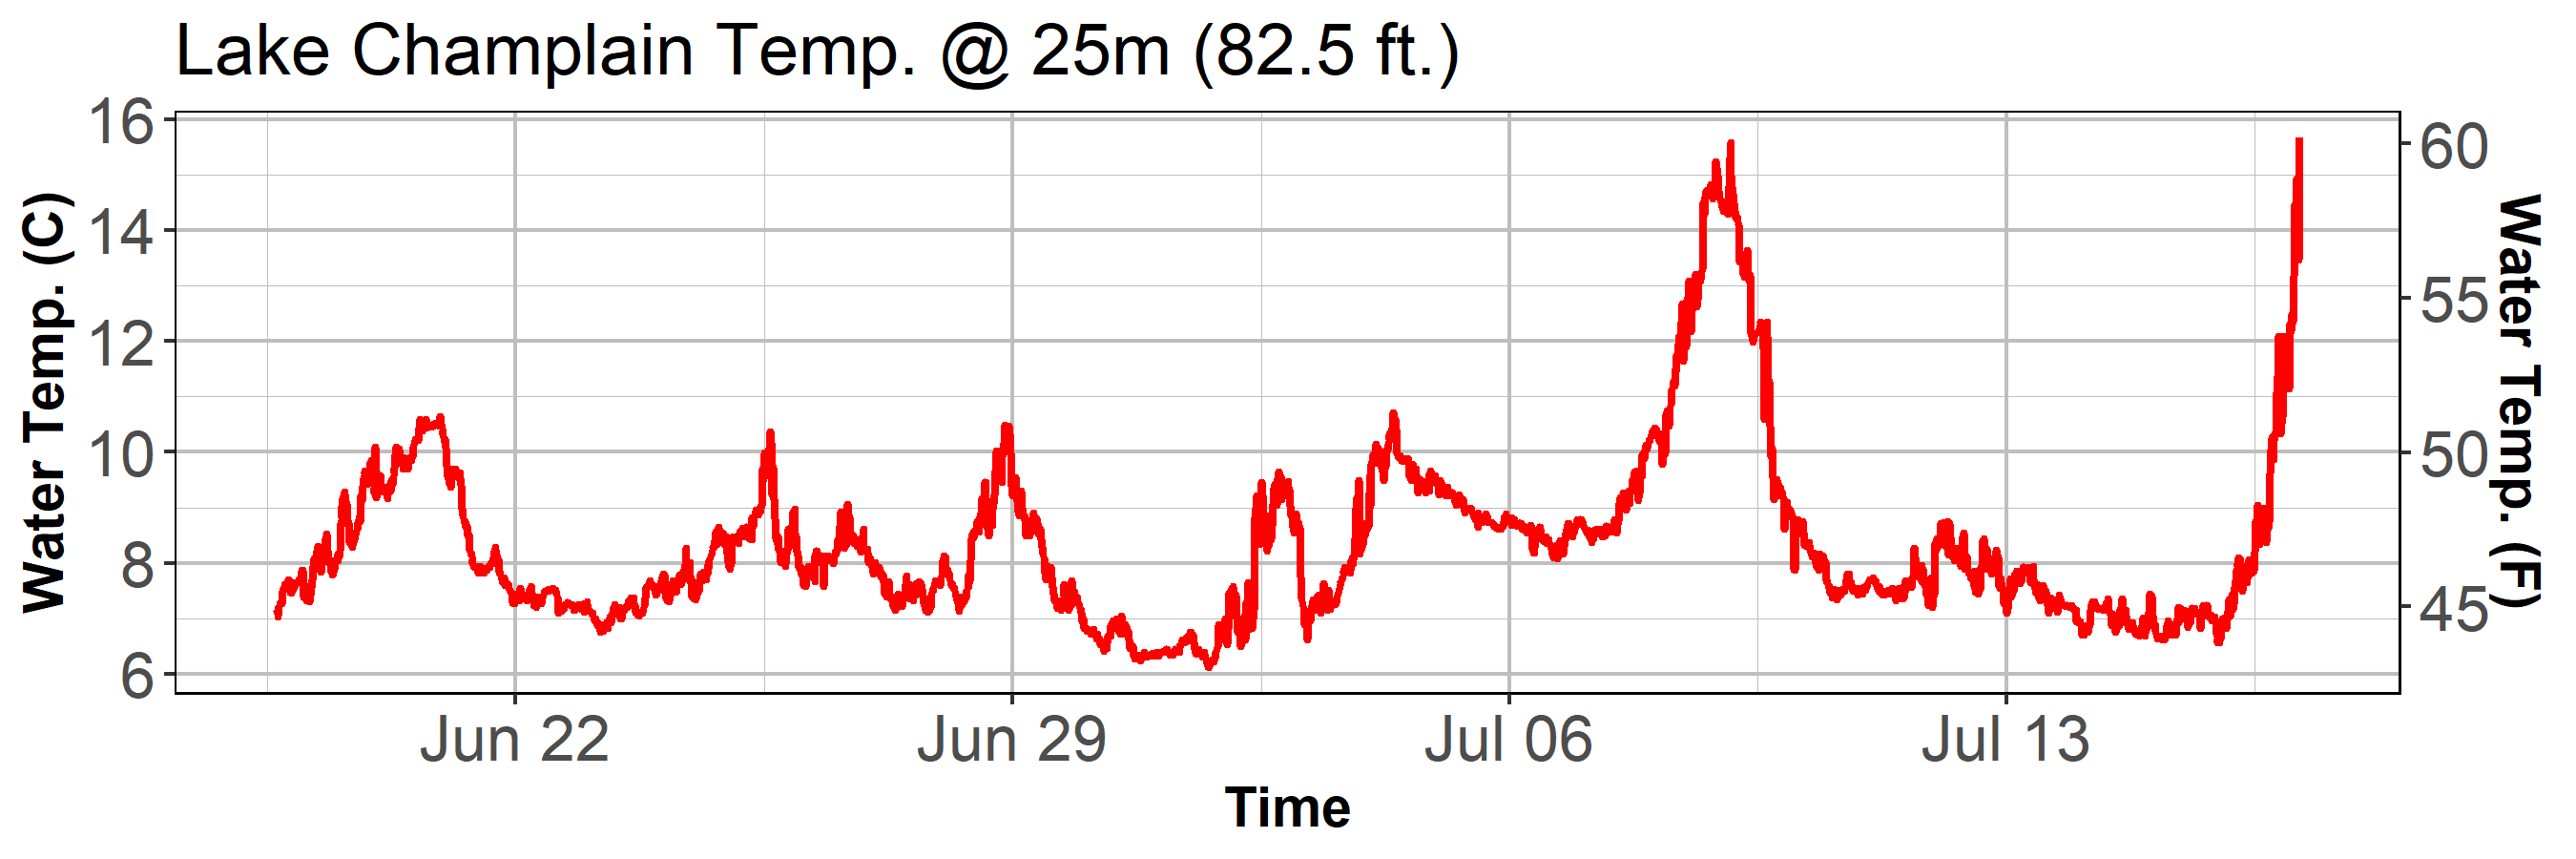 Lake Champlain Temp. @ 25m (82.5 ft.)
Water Temp. (C)
16
14
12
10
8
6
60
55
50
45
Water Temp. (F)
Jun 22
Jun 29
Jul 06
Jul 13
Time